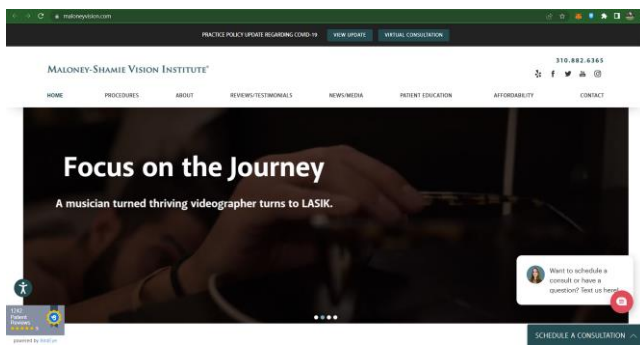 maloneyvision.com
PRACTICE POLICY UPDATE REGARDING COVID-19 VIEW UPDATE VIRTUAL CONSULTATION
MALONEY-SHAMIE VISION INSTITUTE®
310.882.6365
HOME PROCEDURES ABOUT REVIEWS/TESTIMONIALS NEWS/MEDIA PATIENT EDUCATION AFFORDABILITY CONTACT
Focus on the Journey
A musician turned thriving videographer turns to LASIK.
Want to schedule a
consult or have a
question? Text us here!
Patient
Reviews
SCHEDULE A CONSULTATION
powered by